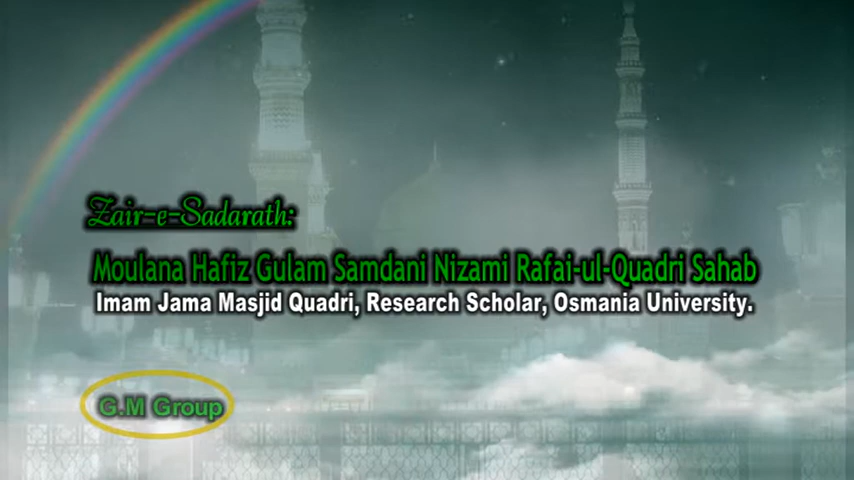 Zair-e-Sadarath:
Moulana Hafiz Gulam Samdani Nizami Rafai-ul-Quadri Sahab
Imam Jama Masjid Quadri, Research Scholar, Osmania University.
G.M Group